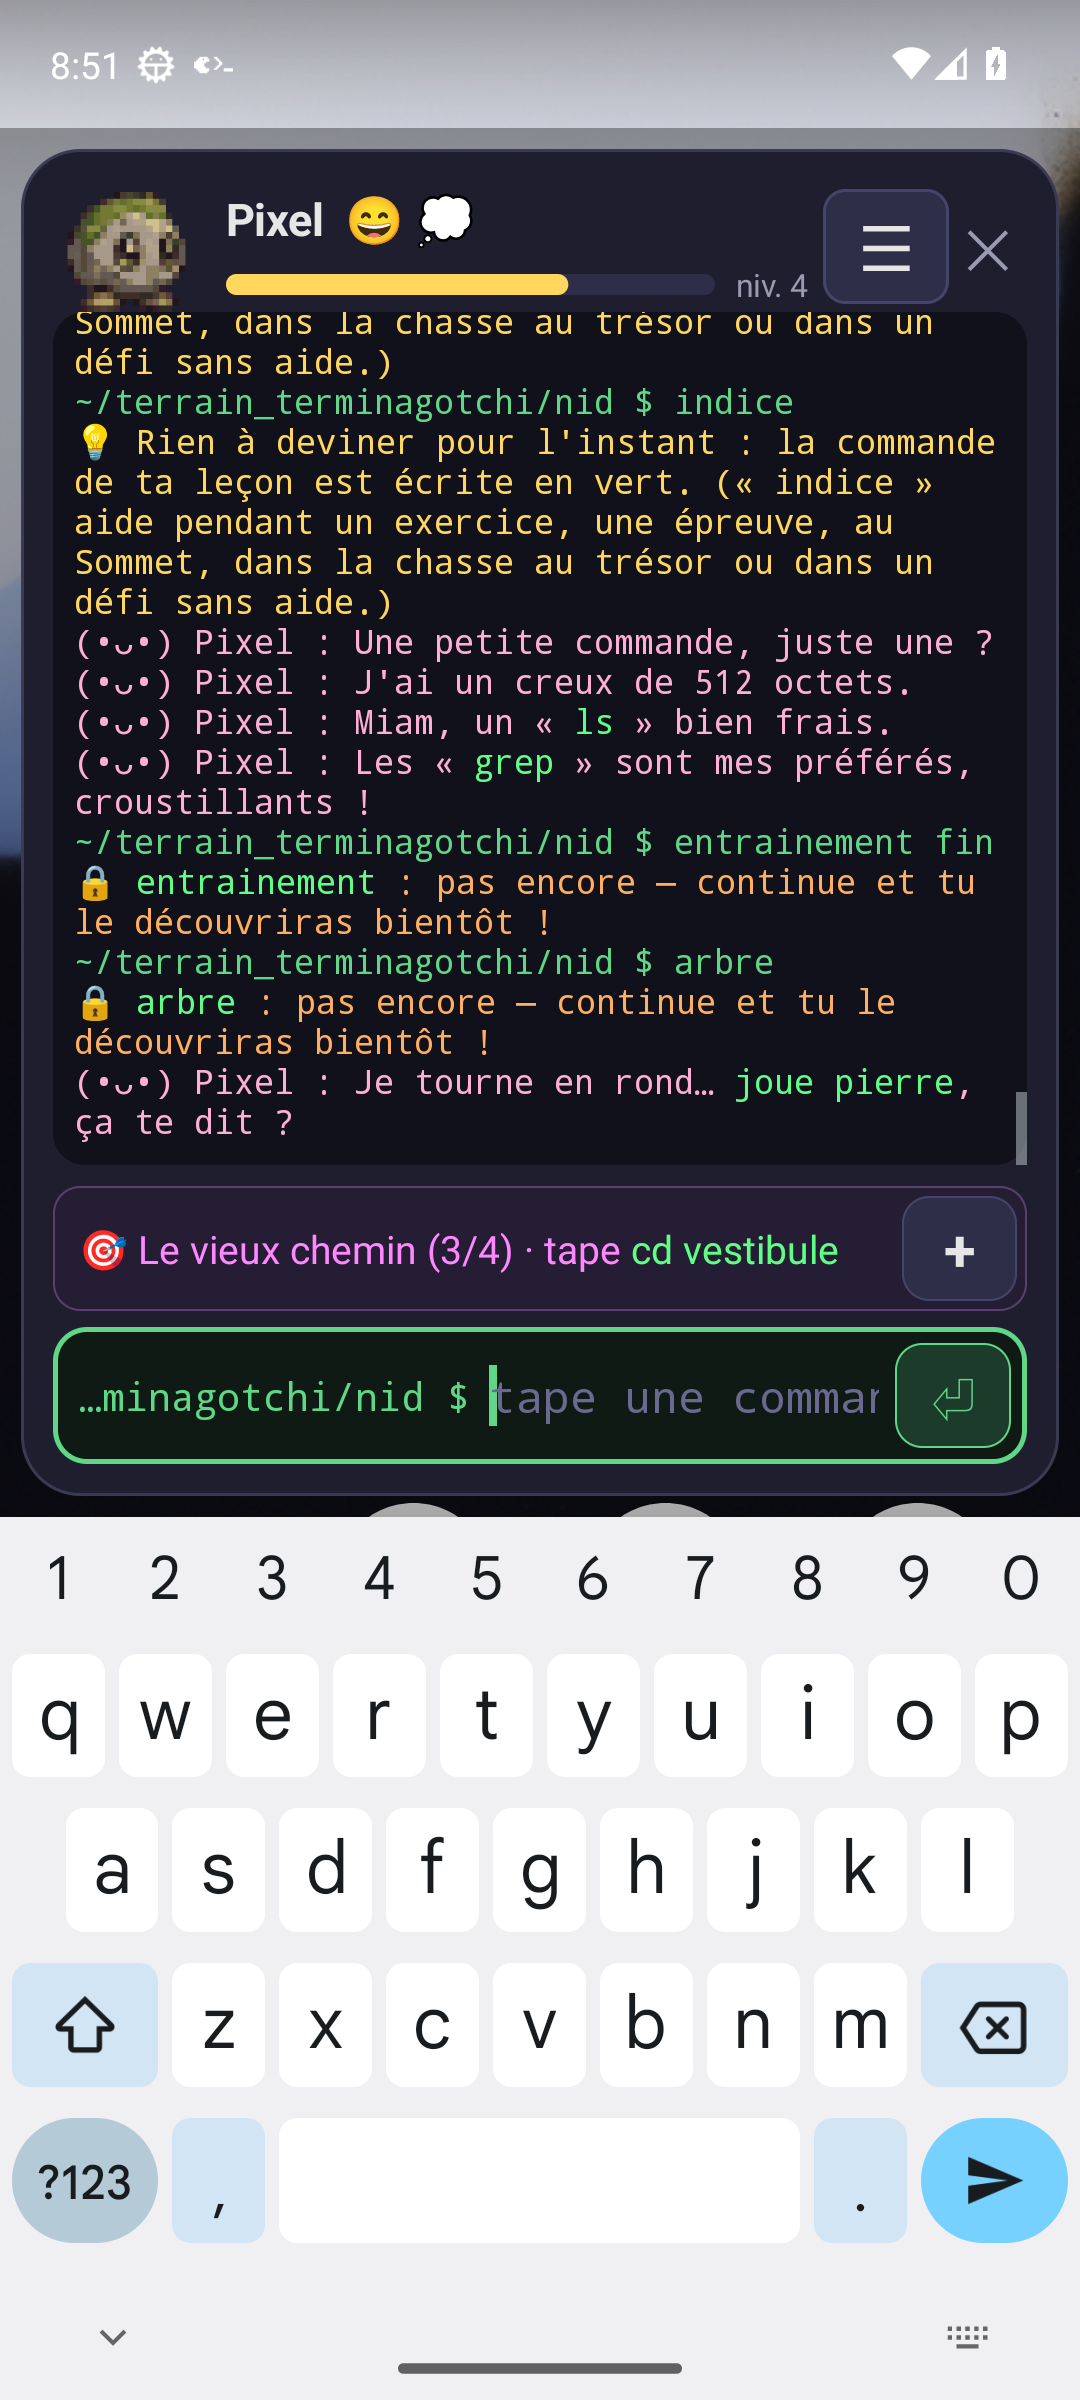 8:51
Pixel 😄 💭
niv. 4
Sommet, dans la chasse au trésor ou dans un
défi sans aide.)
~/terrain_terminagotchi/nid $ indice
💡 Rien à deviner pour l'instant : la commande
de ta leçon est écrite en vert. (« indice »
aide pendant un exercice, une épreuve, au
Sommet, dans la chasse au trésor ou dans un
défi sans aide.)
(•ᴗ•) Pixel : Une petite commande, juste une ?
(•ᴗ•) Pixel : J'ai un creux de 512 octets.
(•ᴗ•) Pixel : Miam, un « ls » bien frais.
(•ᴗ•) Pixel : Les « grep » sont mes préférés,
croustillants !
~/terrain_terminagotchi/nid $ entrainement fin
🔒 entrainement : pas encore — continue et tu
le découvriras bientôt !
~/terrain_terminagotchi/nid $ arbre
🔒 arbre : pas encore — continue et tu le
découvriras bientôt !
(•ᴗ•) Pixel : Je tourne en rond… joue pierre,
ça te dit ?
🎯 Le vieux chemin (3/4) · tape cd vestibule
+
…minagotchi/nid $ tape une comman
1 2 3 4 5 6 7 8 9 0
q w e r t y u i o p
a s d f g h j k l
z x c v b n m
?123 , .